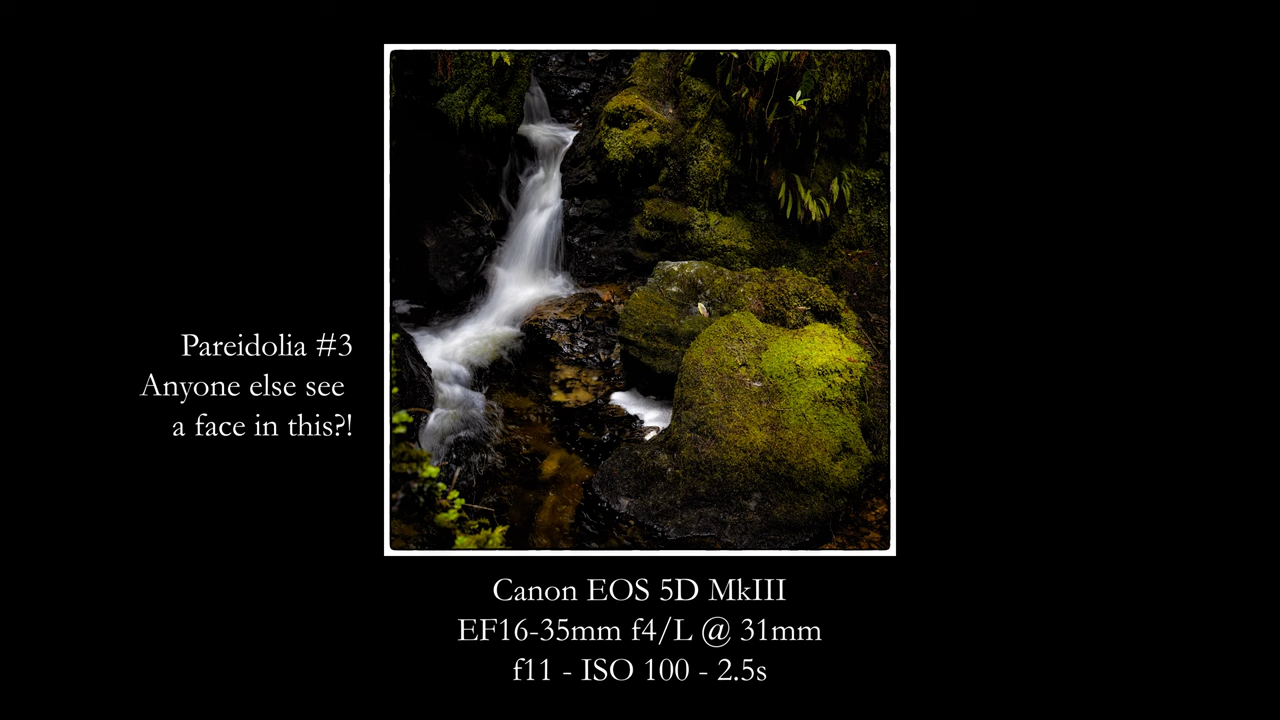 Pareidolia #3
Anyone else see
a face in this?!
Canon EOS 5D MkIII
EF16-35mm f4/L @ 31mm
f11 - ISO 100 - 2.5s